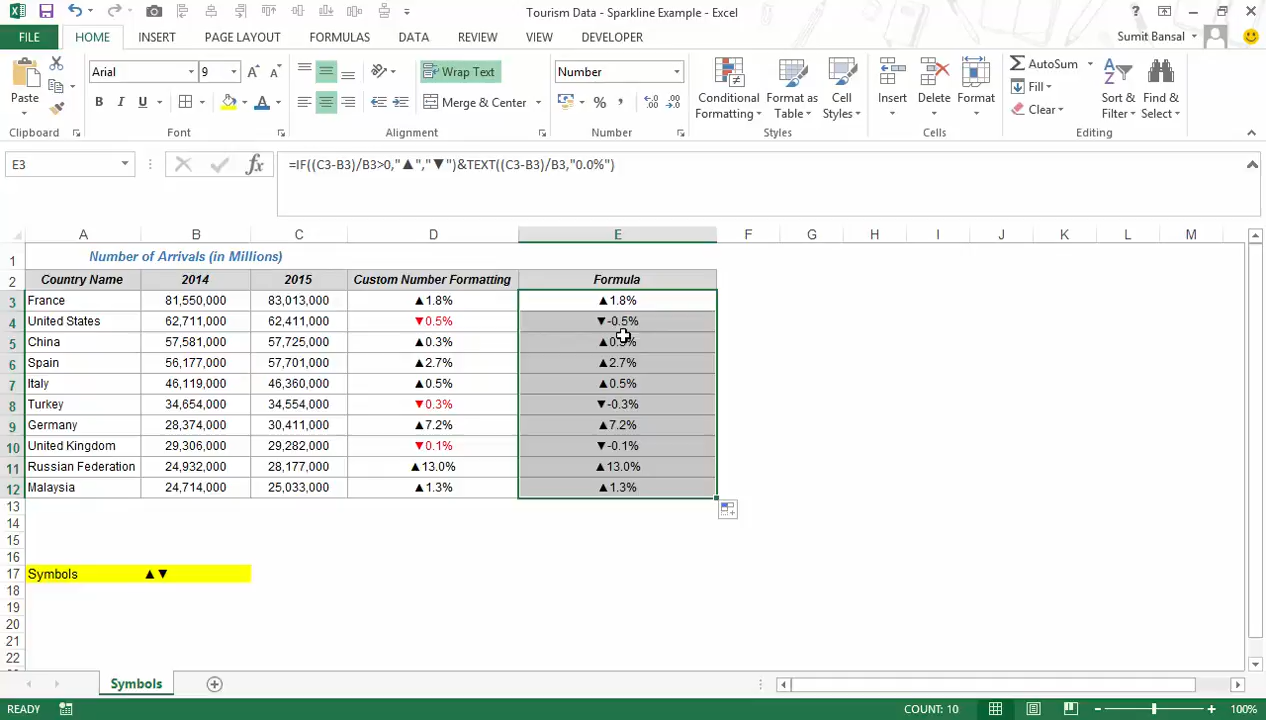 Tourism Data - Sparkline Example - Excel
?
FILE HOME INSERT PAGE LAYOUT FORMULAS DATA REVIEW VIEW DEVELOPER Sumit Bansal
Paste
Arial 9
B I U A
Wrap Text
Merge & Center
Number
%
Conditional Formatting
Format as Table
Cell Styles
Insert
Delete
Format
AutoSum
Fill
Clear
Sort & Filter
Find & Select
Clipboard Font Alignment Number Styles Cells Editing
E3 fx =IF((C3-B3)/B3>0,"▲","▼")&TEXT((C3-B3)/B3,"0.0%")
A B C D E F G H I J K L M
1 Number of Arrivals (in Millions)
2 Country Name 2014 2015 Custom Number Formatting Formula
3 France 81,550,000 83,013,000 ▲1.8% ▲1.8%
4 United States 62,711,000 62,411,000 ▼0.5% ▼-0.5%
5 China 57,581,000 57,725,000 ▲0.3% ▲0.3%
6 Spain 56,177,000 57,701,000 ▲2.7% ▲2.7%
7 Italy 46,119,000 46,360,000 ▲0.5% ▲0.5%
8 Turkey 34,654,000 34,554,000 ▼0.3% ▼-0.3%
9 Germany 28,374,000 30,411,000 ▲7.2% ▲7.2%
10 United Kingdom 29,306,000 29,282,000 ▼0.1% ▼-0.1%
11 Russian Federation 24,932,000 28,177,000 ▲13.0% ▲13.0%
12 Malaysia 24,714,000 25,033,000 ▲1.3% ▲1.3%
13
14
15
16
17 Symbols ▲▼
18
19
20
21
22
Symbols
READY COUNT: 10 100%